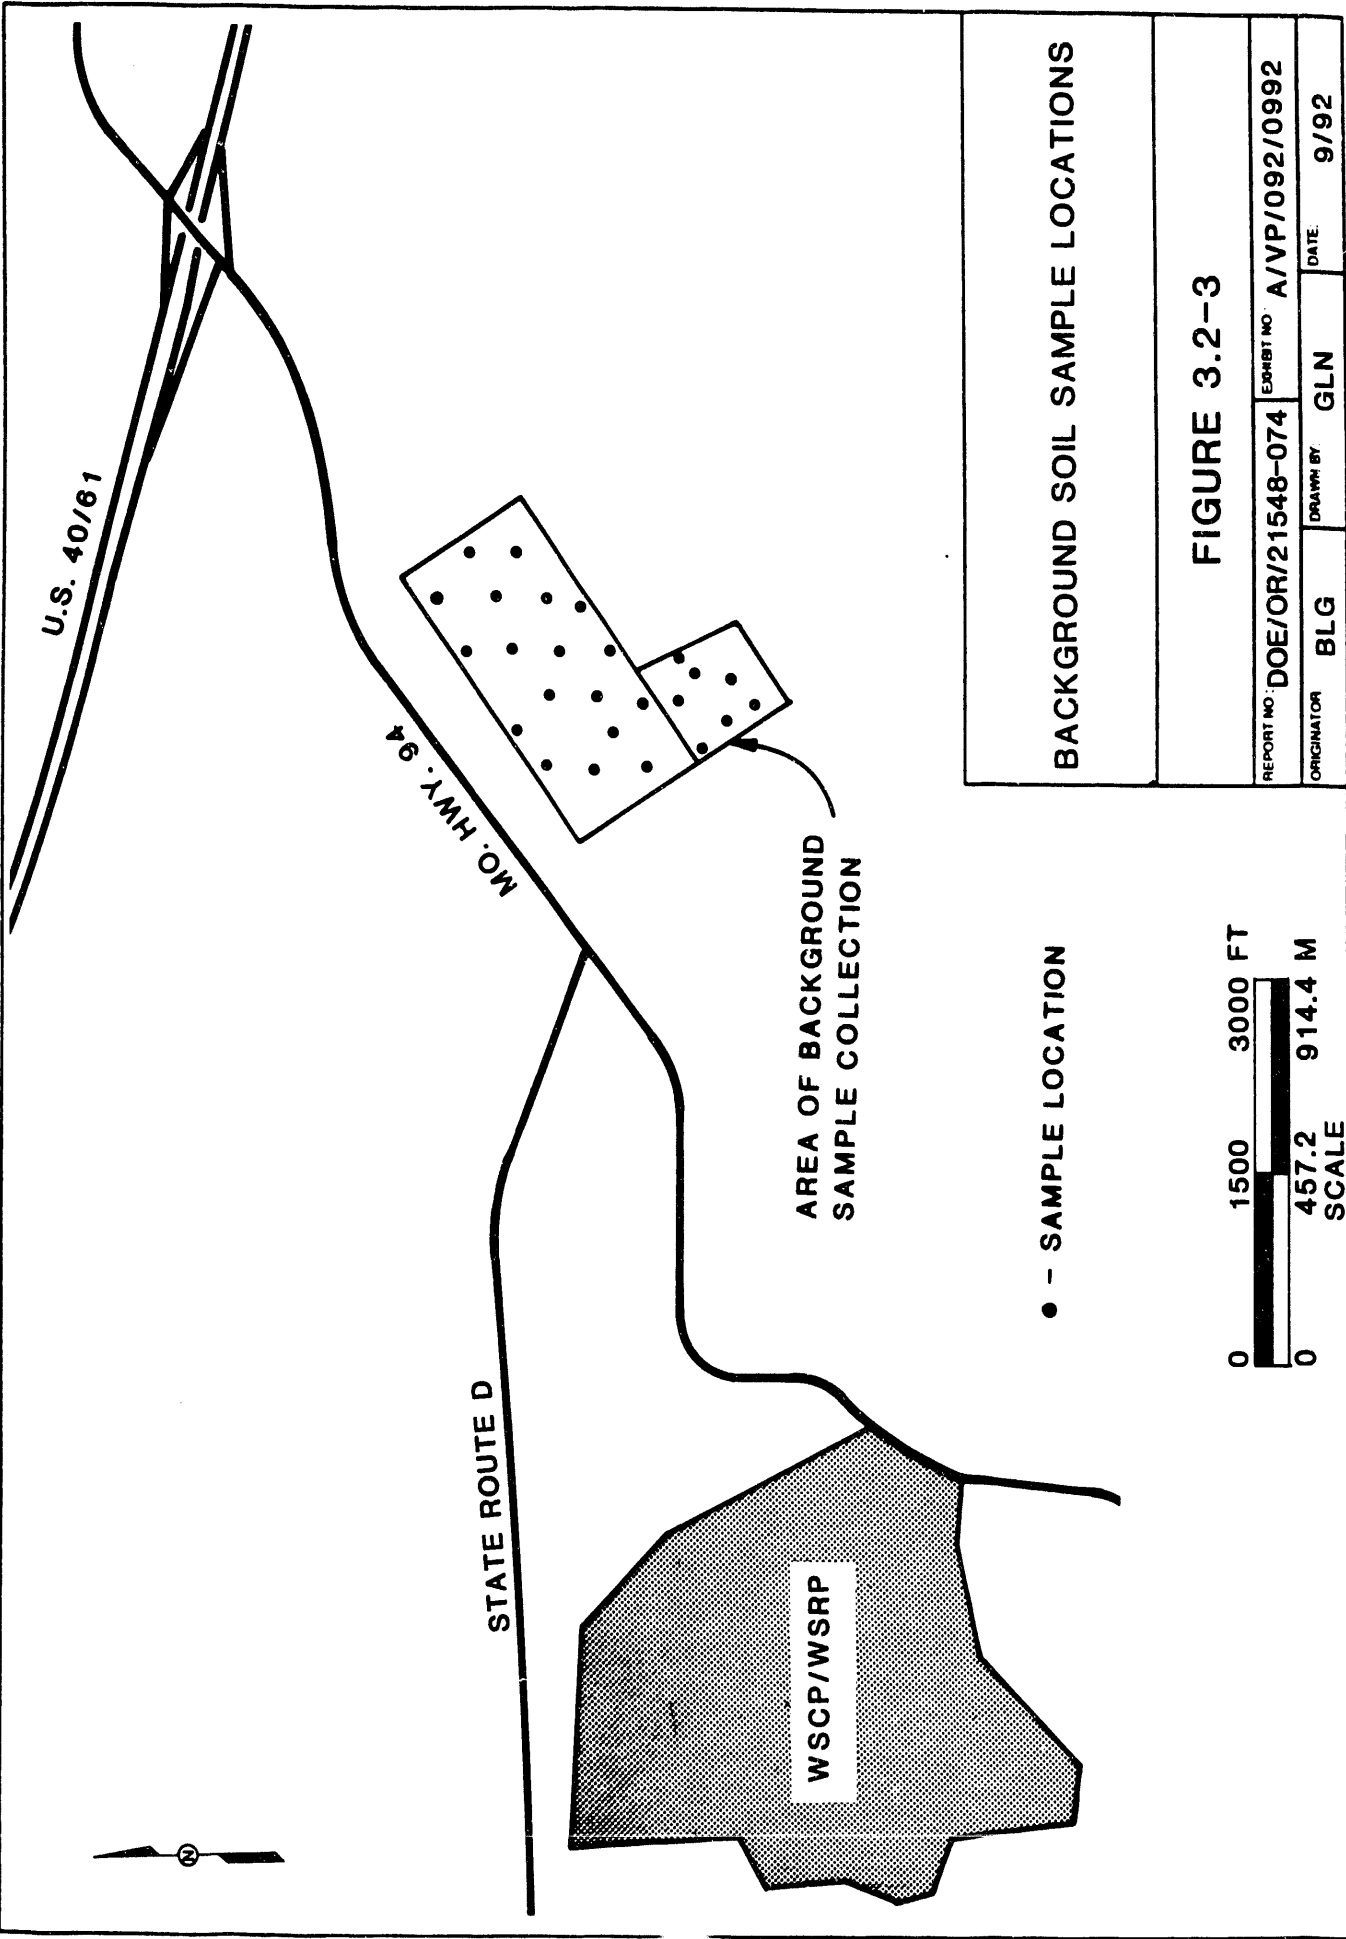 U.S. 40/61
MO. HWY. 94
STATE ROUTE D
N
WSCP/WSRP
AREA OF BACKGROUND
SAMPLE COLLECTION
● – SAMPLE LOCATION
0 1500 3000 FT
0 457.2 914.4 M
SCALE
BACKGROUND SOIL SAMPLE LOCATIONS
FIGURE 3.2-3
REPORT NO: DOE/OR/21548-074 EXHIBIT NO: A/VP/092/0992
ORIGINATOR BLG DRAWN BY: GLN DATE: 9/92